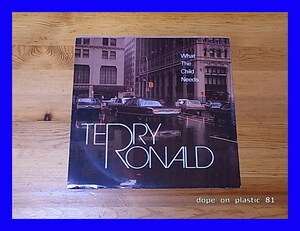 What
The
Child
Needs
TERRY
RONALD
dope on plastic 81